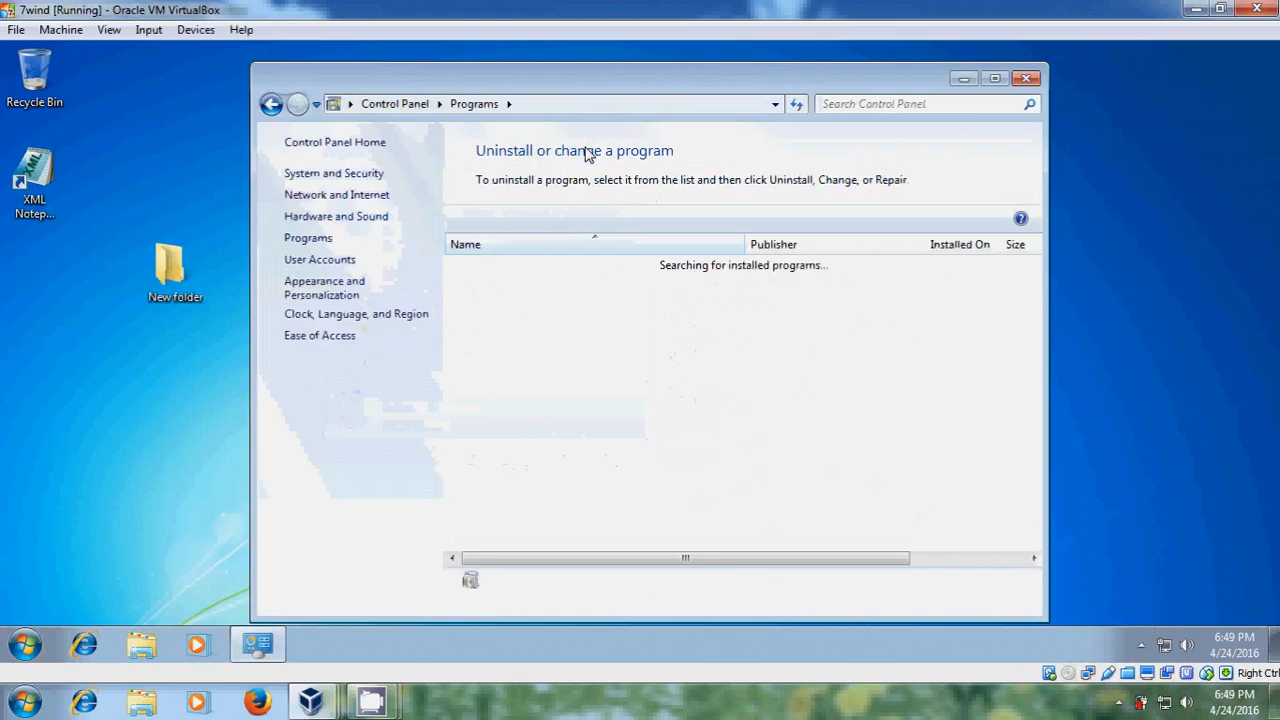 7wind [Running] - Oracle VM VirtualBox
File Machine View Input Devices Help
Recycle Bin
XML
XML
Notep...
New folder
Control Panel Programs
Search Control Panel
Control Panel Home
System and Security
Network and Internet
Hardware and Sound
Programs
User Accounts
Appearance and
Personalization
Clock, Language, and Region
Ease of Access
Uninstall or change a program
To uninstall a program, select it from the list and then click Uninstall, Change, or Repair.
Name Publisher Installed On Size
Searching for installed programs...
6:49 PM
4/24/2016
Right Ctrl
6:49 PM
4/24/2016